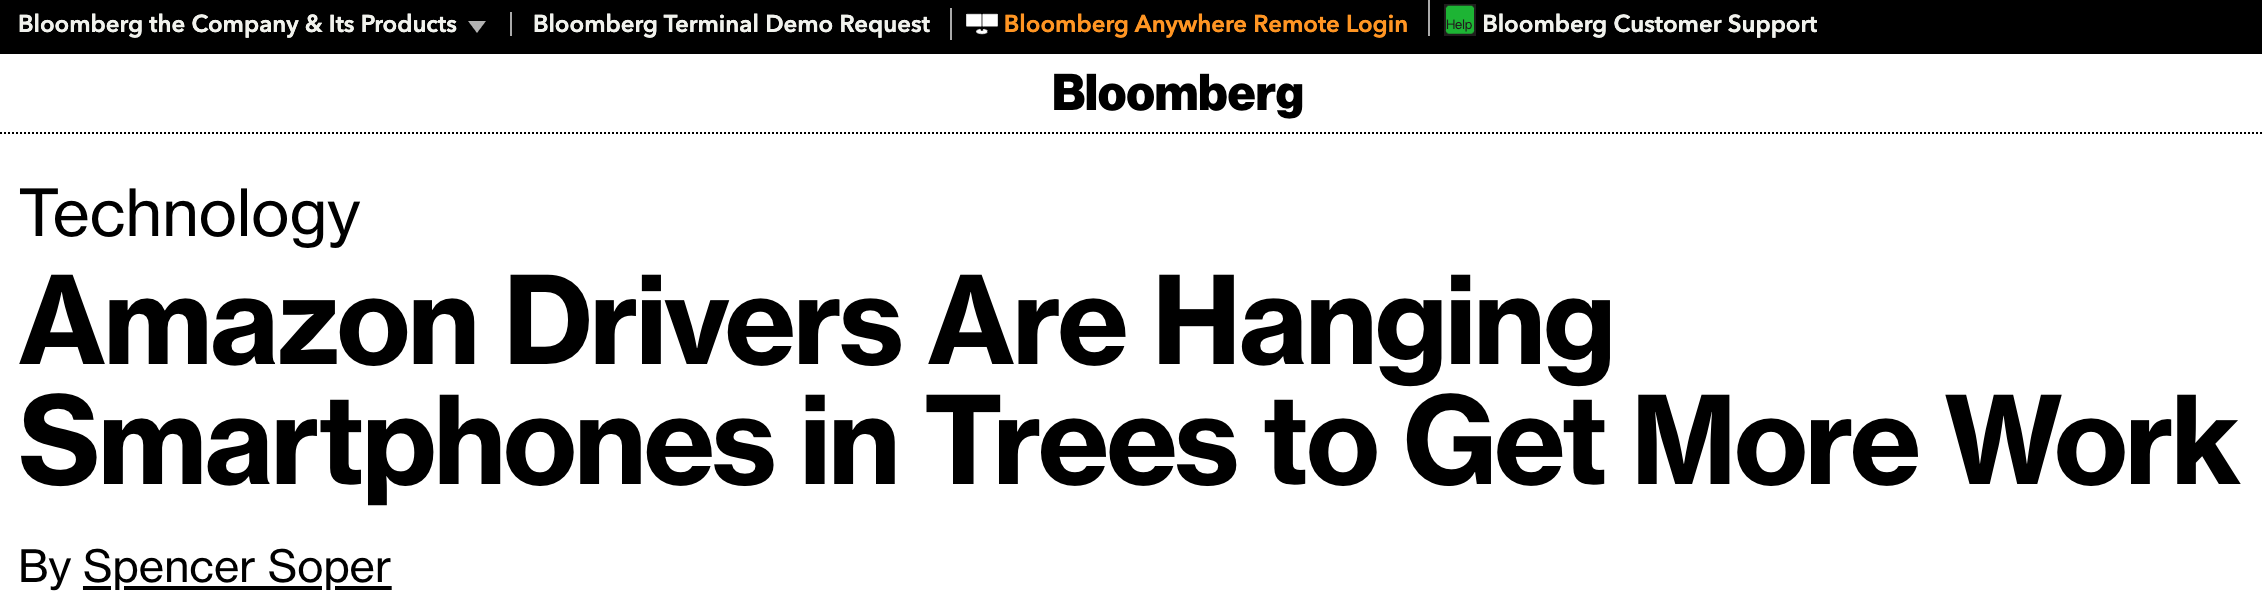 Bloomberg the Company & Its Products ▼ | Bloomberg Terminal Demo Request | Bloomberg Anywhere Remote Login | Help Bloomberg Customer Support
Bloomberg
Technology
Amazon Drivers Are Hanging
Smartphones in Trees to Get More Work
By Spencer Soper